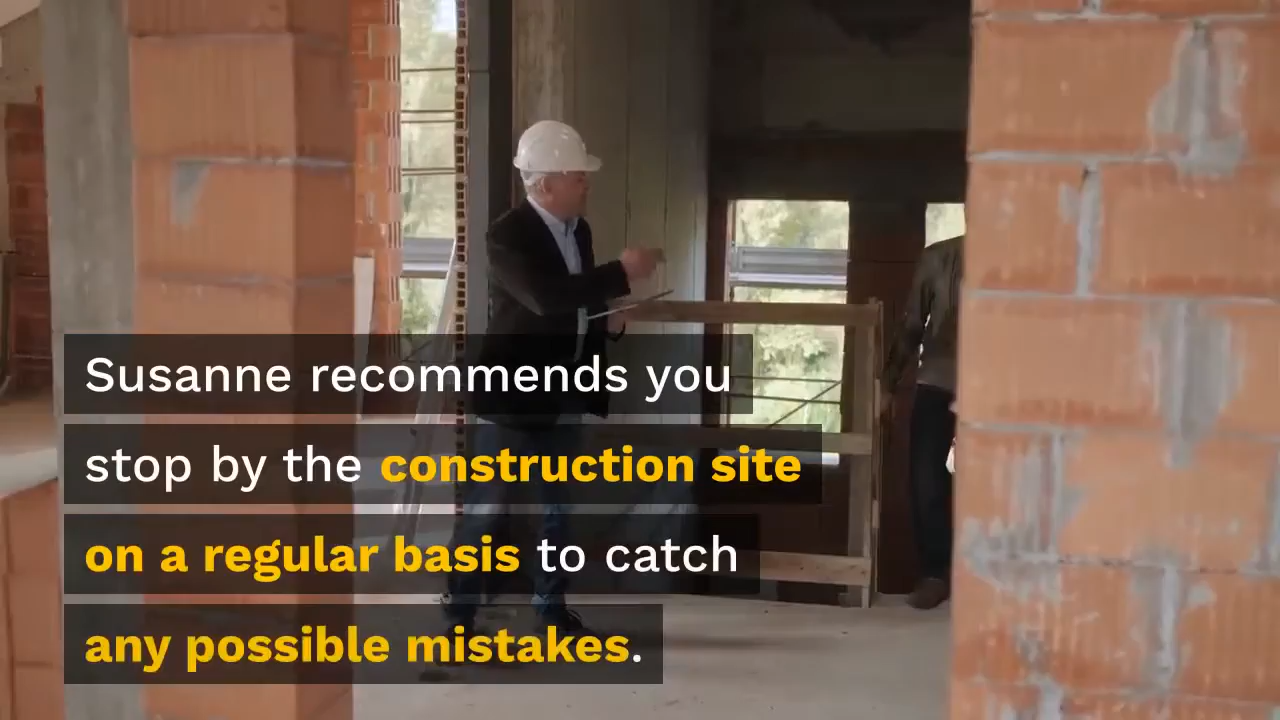 Susanne recommends you
stop by the construction site
on a regular basis to catch
any possible mistakes.